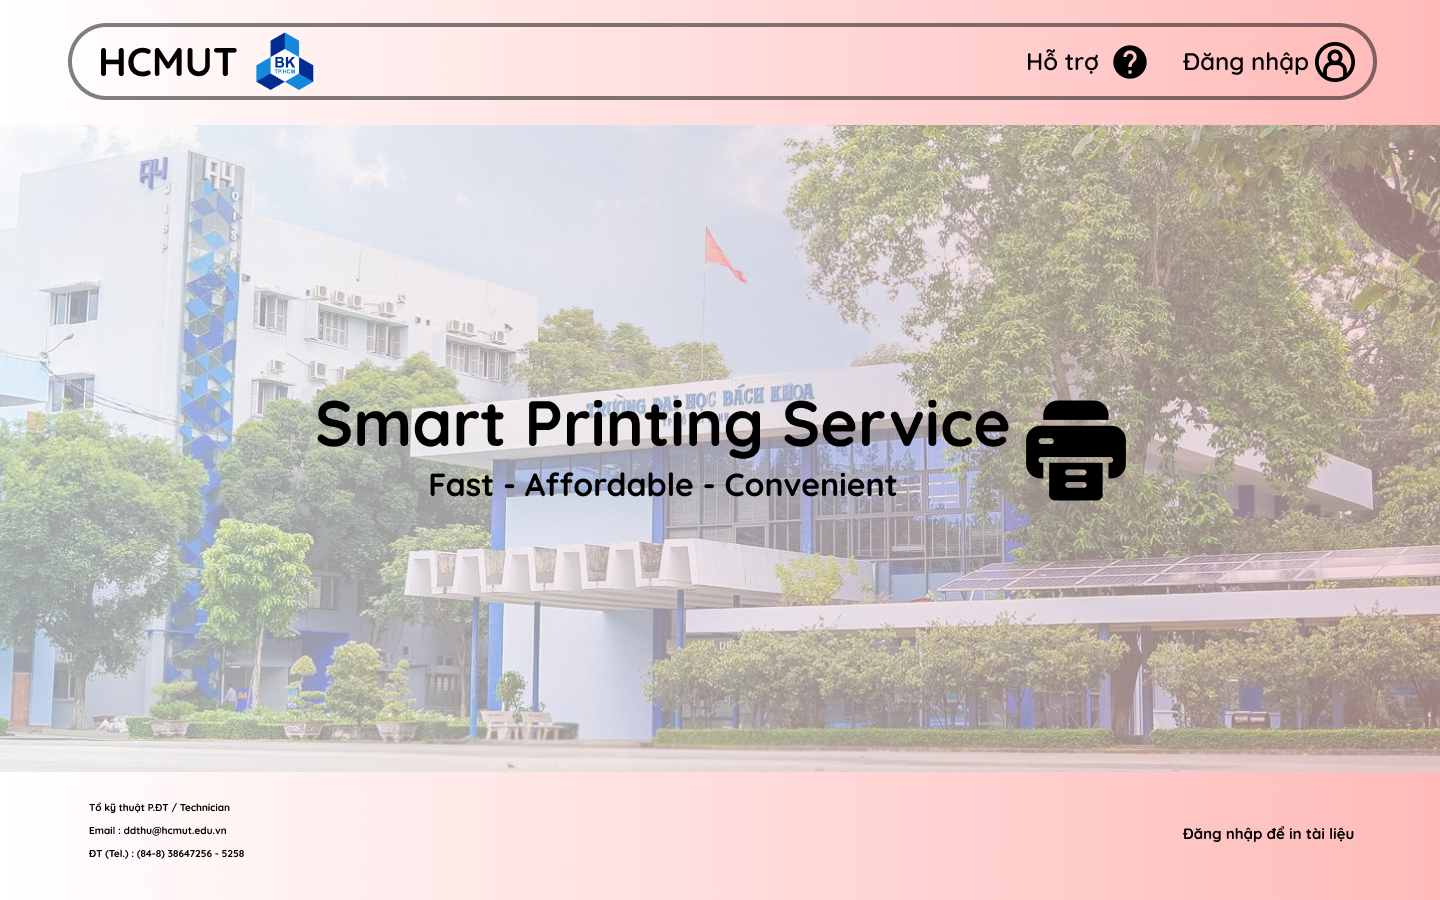 HCMUT
BK
TP.HCM
Hỗ trợ
Đăng nhập
A4
A4
TRƯỜNG ĐẠI HỌC BÁCH KHOA
Smart Printing Service
Fast - Affordable - Convenient
Tổ kỹ thuật P.ĐT / Technician
Email : ddthu@hcmut.edu.vn
ĐT (Tel.) : (84-8) 38647256 - 5258
Đăng nhập để in tài liệu